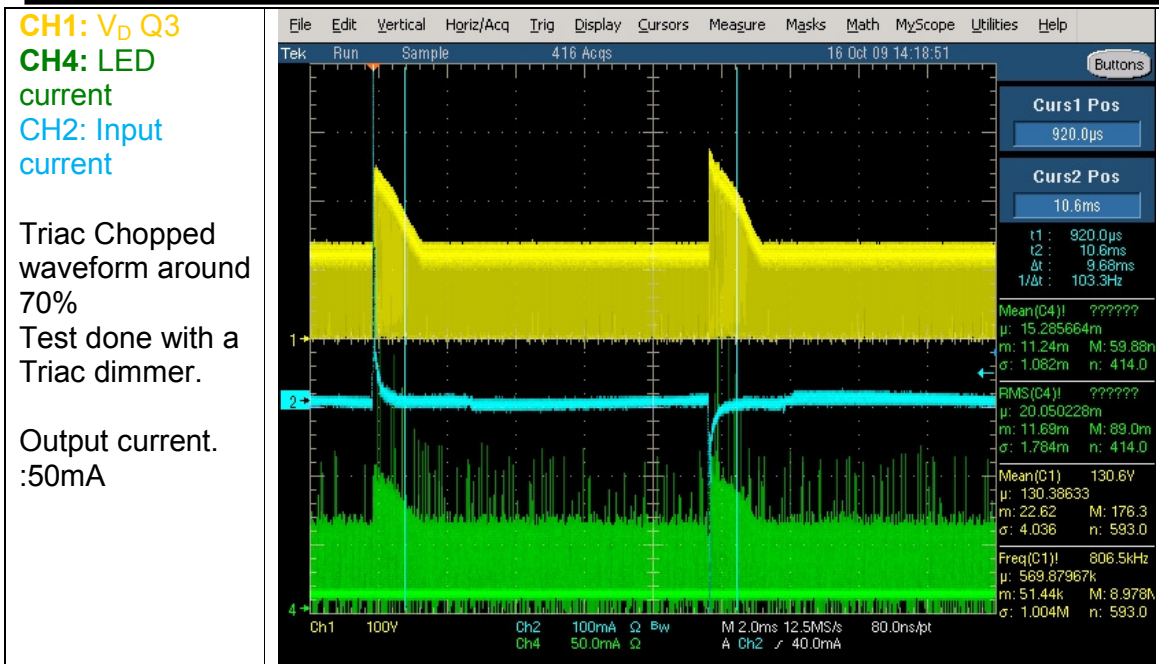 CH1: VD Q3
CH4: LED
current
CH2: Input
current
Triac Chopped
waveform around
70%
Test done with a
Triac dimmer.
Output current.
:50mA
File Edit Vertical Horiz/Acq Trig Display Cursors Measure Masks Math MyScope Utilities Help
Tek Run Sample 416 Acqs 16 Oct 09 14:18:51
Buttons
Curs1 Pos
920.0µs
Curs2 Pos
10.6ms
t1 : 920.0µs
t2 : 10.6ms
Δt : 9.68ms
1/Δt : 103.3Hz
Mean(C4)! ??????
µ: 15.285664m
m: 11.24m M: 59.88m
σ: 1.082m n: 414.0
RMS(C4)! ??????
µ: 20.050228m
m: 11.69m M: 89.0m
σ: 1.784m n: 414.0
Mean(C1) 130.6V
µ: 130.38633
m: 22.62 M: 176.3
σ: 4.036 n: 593.0
Freq(C1)! 806.5kHz
µ: 569.87967k
m: 51.44k M: 8.978M
σ: 1.004M n: 593.0
1
2
4
Ch1 100V Ch2 100mA Ω Bw M 2.0ms 12.5MS/s 80.0ns/pt
Ch4 50.0mA Ω A Ch2 ∕ 40.0mA